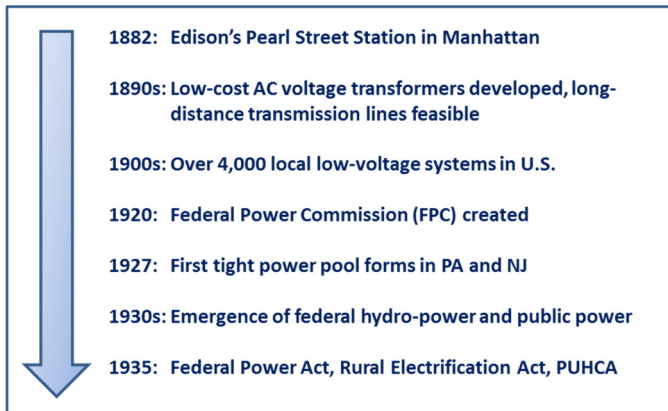 1882: Edison’s Pearl Street Station in Manhattan
1890s: Low-cost AC voltage transformers developed, long-
distance transmission lines feasible
1900s: Over 4,000 local low-voltage systems in U.S.
1920: Federal Power Commission (FPC) created
1927: First tight power pool forms in PA and NJ
1930s: Emergence of federal hydro-power and public power
1935: Federal Power Act, Rural Electrification Act, PUHCA